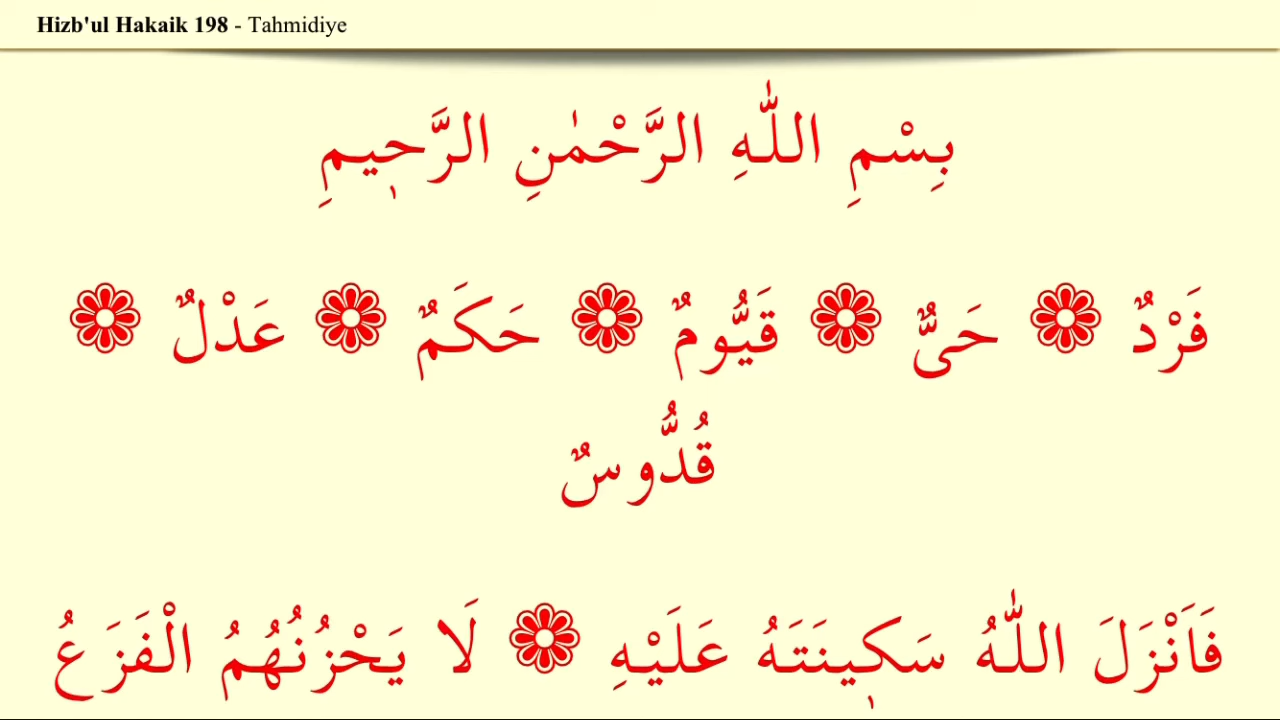 Hizb'ul Hakaik 198 - Tahmidiye
بِسْمِ اللّٰهِ الرَّحْمٰنِ الرَّحٖيمِ
فَرْدٌ ❁ حَىٌّ ❁ قَيُّومٌ ❁ حَكَمٌ ❁ عَدْلٌ ❁
قُدُّوسٌ
فَاَنْزَلَ اللّٰهُ سَكٖينَتَهُ عَلَيْهِ ❁ لَا يَحْزُنُهُمُ الْفَزَعُ